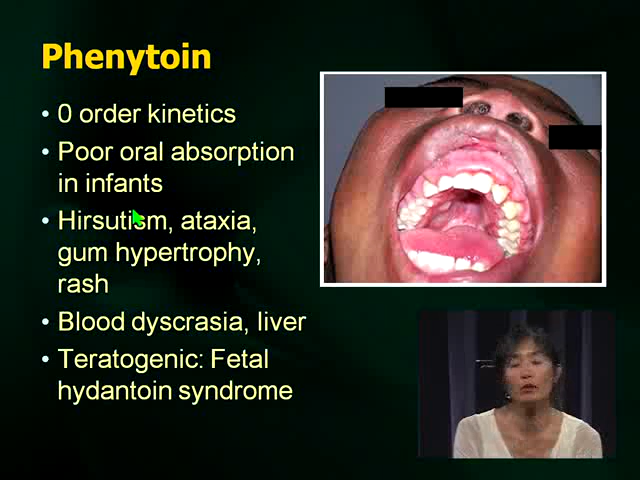 Phenytoin
• 0 order kinetics
• Poor oral absorption
in infants
• Hirsutism, ataxia,
gum hypertrophy,
rash
• Blood dyscrasia, liver
• Teratogenic: Fetal
hydantoin syndrome